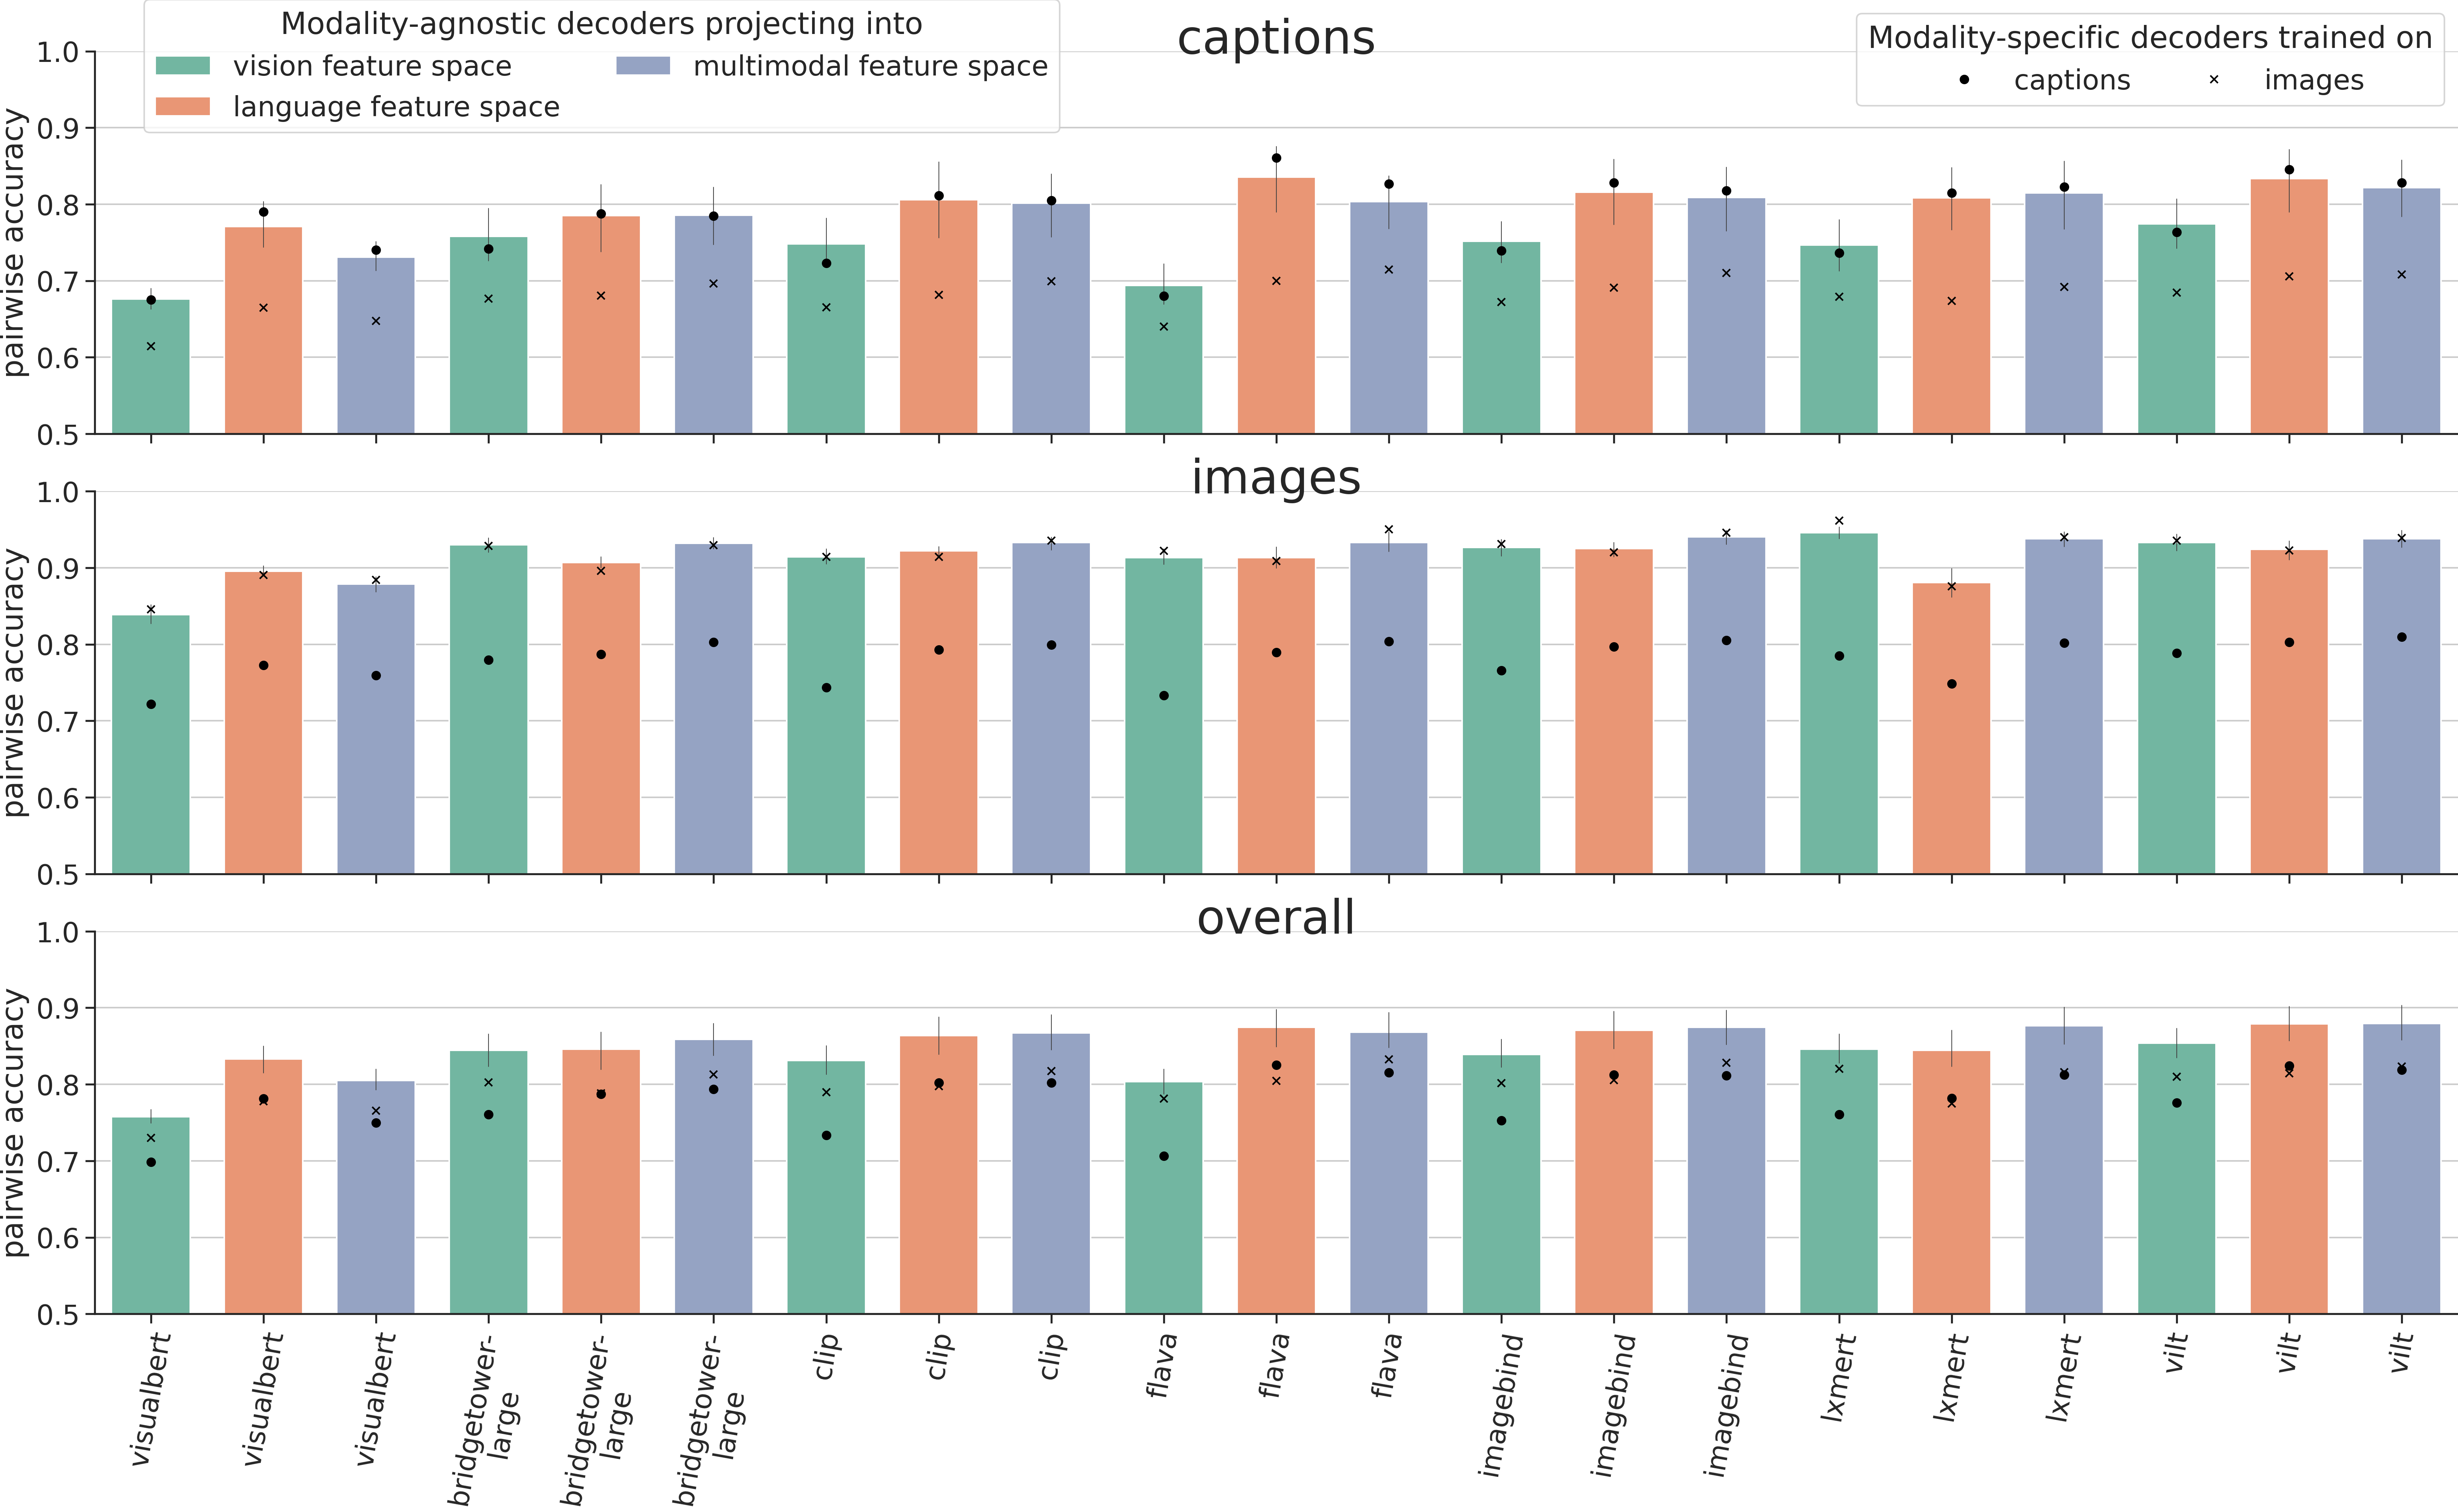 Modality-agnostic decoders projecting into
vision feature space
multimodal feature space
language feature space
captions
Modality-specific decoders trained on
captions
images
pairwise accuracy
1.0
0.9
0.8
0.7
0.6
0.5
images
pairwise accuracy
1.0
0.9
0.8
0.7
0.6
0.5
overall
pairwise accuracy
1.0
0.9
0.8
0.7
0.6
0.5
visualbert
visualbert
visualbert
bridgetower-
large
bridgetower-
large
bridgetower-
large
clip
clip
clip
flava
flava
flava
imagebind
imagebind
imagebind
lxmert
lxmert
lxmert
vilt
vilt
vilt